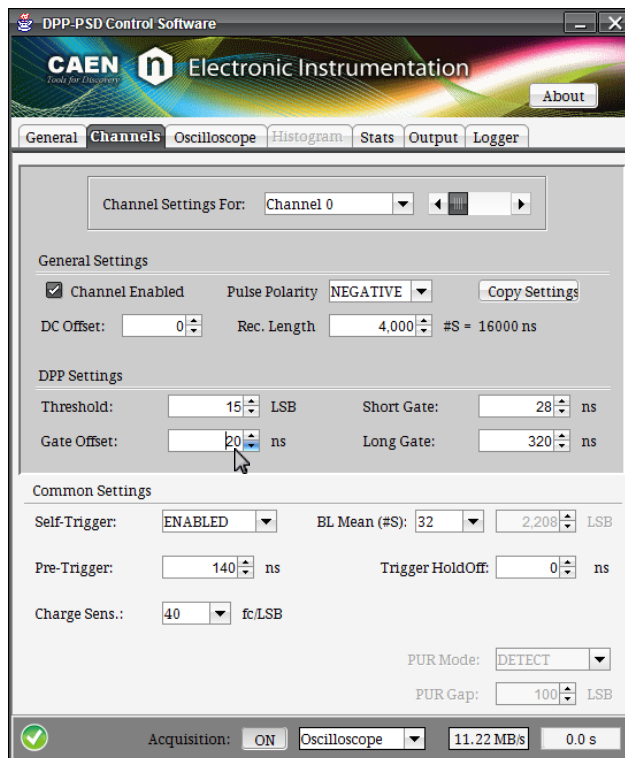 DPP-PSD Control Software
CAEN n Electronic Instrumentation
Tools for Discovery
About
General Channels Oscilloscope Histogram Stats Output Logger
Channel Settings For: Channel 0
General Settings
Channel Enabled Pulse Polarity NEGATIVE Copy Settings
DC Offset: 0 Rec. Length 4,000 #S = 16000 ns
DPP Settings
Threshold: 15 LSB Short Gate: 28 ns
Gate Offset: 20 ns Long Gate: 320 ns
Common Settings
Self-Trigger: ENABLED BL Mean (#S): 32 2,208 LSB
Pre-Trigger: 140 ns Trigger HoldOff: 0 ns
Charge Sens.: 40 fc/LSB
PUR Mode: DETECT
PUR Gap: 100 LSB
Acquisition: ON Oscilloscope 11.22 MB/s 0.0 s